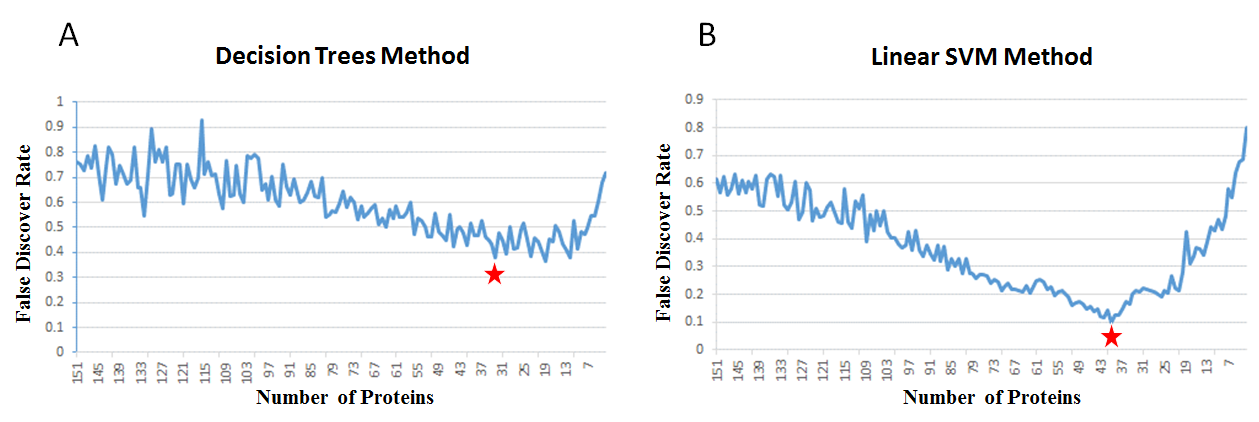 A
Decision Trees Method
False Discover Rate
1
0.9
0.8
0.7
0.6
0.5
0.4
0.3
0.2
0.1
0
151 145 139 133 127 121 115 109 103 97 91 85 79 73 67 61 55 49 43 37 31 25 19 13 7
Number of Proteins
B
Linear SVM Method
False Discover Rate
0.9
0.8
0.7
0.6
0.5
0.4
0.3
0.2
0.1
0
151 145 139 133 127 121 115 109 103 97 91 85 79 73 67 61 55 49 43 37 31 25 19 13 7
Number of Proteins